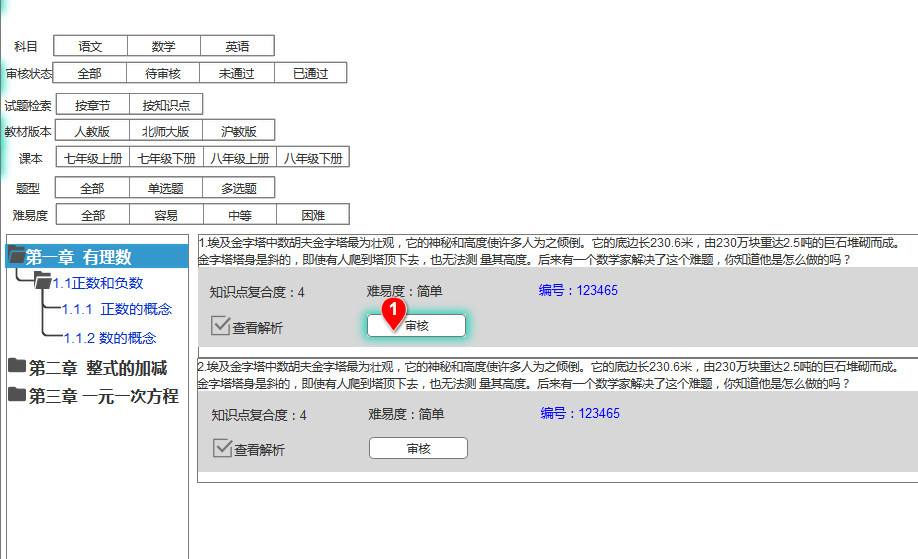 科目 语文 数学 英语
审核状态 全部 待审核 未通过 已通过
试题检索 按章节 按知识点
教材版本 人教版 北师大版 沪教版
课本 七年级上册 七年级下册 八年级上册 八年级下册
题型 全部 单选题 多选题
难易度 全部 容易 中等 困难
第一章 有理数
1.1正数和负数
1.1.1 正数的概念
1.1.2 数的概念
第二章 整式的加减
第三章 一元一次方程
1.埃及金字塔中数胡夫金字塔最为壮观，它的神秘和高度使许多人为之倾倒。它的底边长230.6米，由230万块重达2.5吨的巨石堆砌而成。
金字塔塔身是斜的，即使有人爬到塔顶下去，也无法测 量其高度。后来有一个数学家解决了这个难题，你知道他是怎么做的吗？
知识点复合度：4 难易度：简单 编号：123465
查看解析 1 审核
2.埃及金字塔中数胡夫金字塔最为壮观，它的神秘和高度使许多人为之倾倒。它的底边长230.6米，由230万块重达2.5吨的巨石堆砌而成。
金字塔塔身是斜的，即使有人爬到塔顶下去，也无法测 量其高度。后来有一个数学家解决了这个难题，你知道他是怎么做的吗？
知识点复合度：4 难易度：简单 编号：123465
查看解析 审核